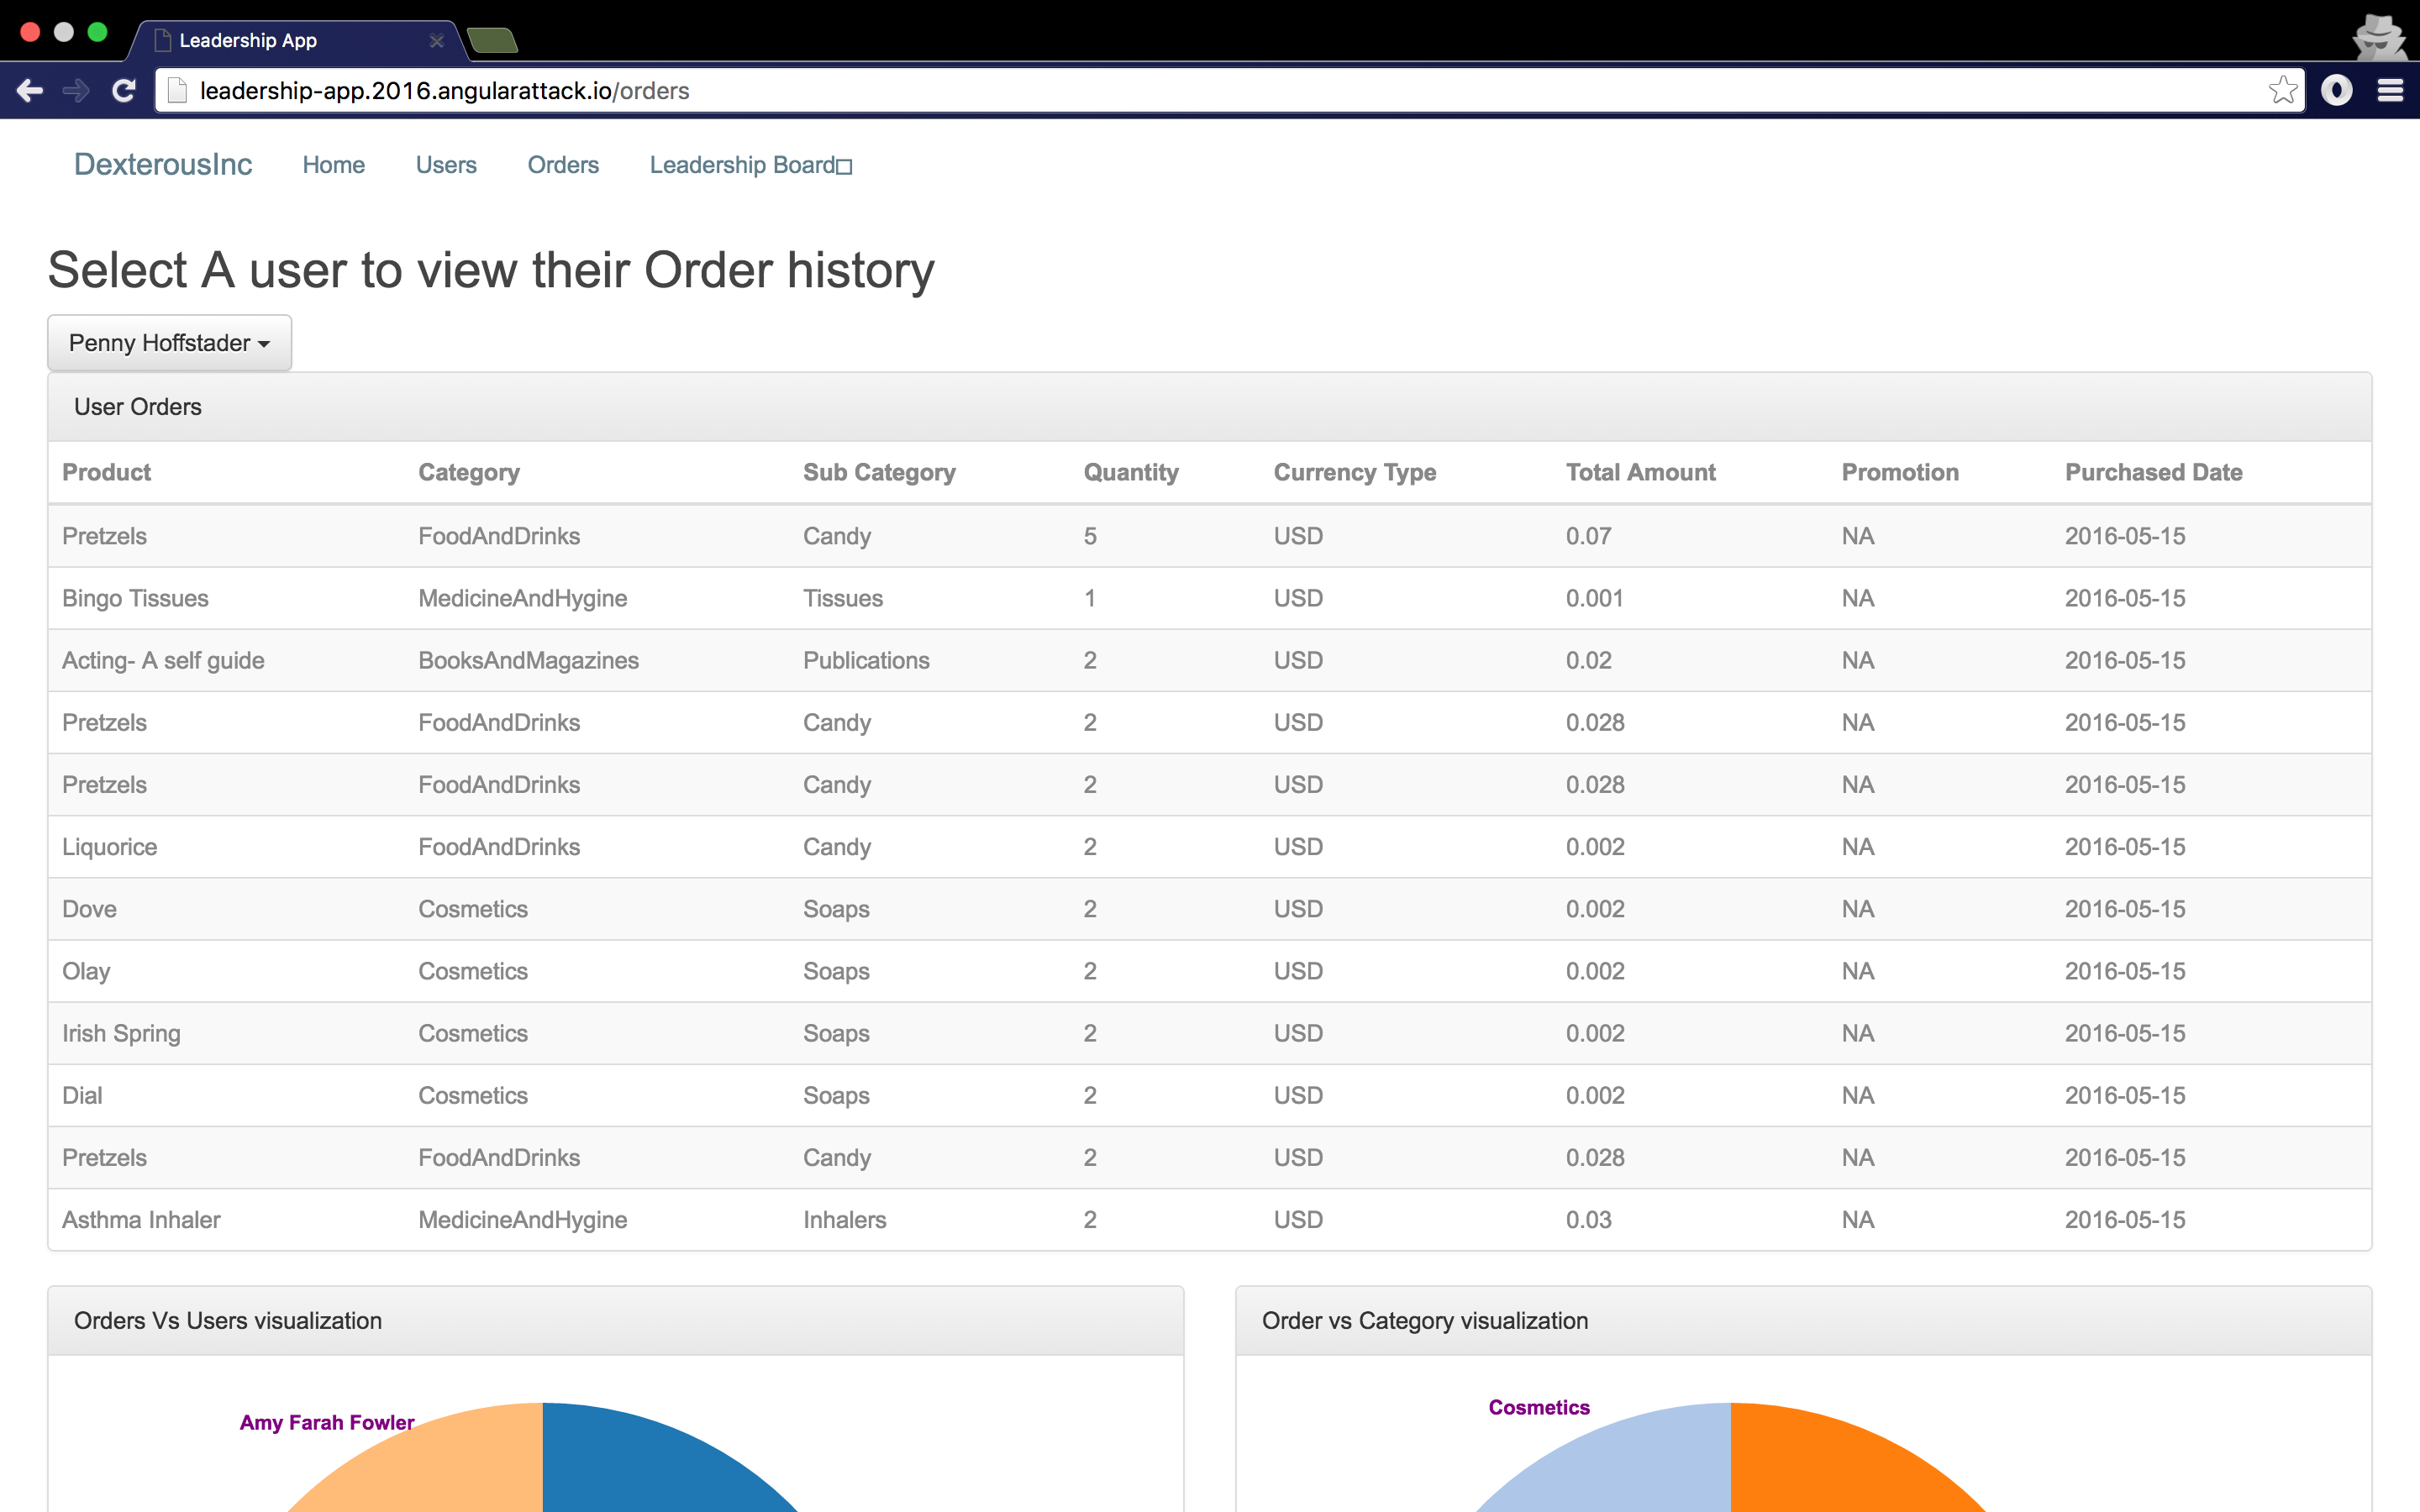 Leadership App
leadership-app.2016.angularattack.io/orders
DexterousInc Home Users Orders Leadership Board
Select A user to view their Order history
Penny Hoffstader
User Orders
Product Category Sub Category Quantity Currency Type Total Amount Promotion Purchased Date
Pretzels FoodAndDrinks Candy 5 USD 0.07 NA 2016-05-15
Bingo Tissues MedicineAndHygine Tissues 1 USD 0.001 NA 2016-05-15
Acting- A self guide BooksAndMagazines Publications 2 USD 0.02 NA 2016-05-15
Pretzels FoodAndDrinks Candy 2 USD 0.028 NA 2016-05-15
Pretzels FoodAndDrinks Candy 2 USD 0.028 NA 2016-05-15
Liquorice FoodAndDrinks Candy 2 USD 0.002 NA 2016-05-15
Dove Cosmetics Soaps 2 USD 0.002 NA 2016-05-15
Olay Cosmetics Soaps 2 USD 0.002 NA 2016-05-15
Irish Spring Cosmetics Soaps 2 USD 0.002 NA 2016-05-15
Dial Cosmetics Soaps 2 USD 0.002 NA 2016-05-15
Pretzels FoodAndDrinks Candy 2 USD 0.028 NA 2016-05-15
Asthma Inhaler MedicineAndHygine Inhalers 2 USD 0.03 NA 2016-05-15
Orders Vs Users visualization
Order vs Category visualization
Amy Farah Fowler
Cosmetics